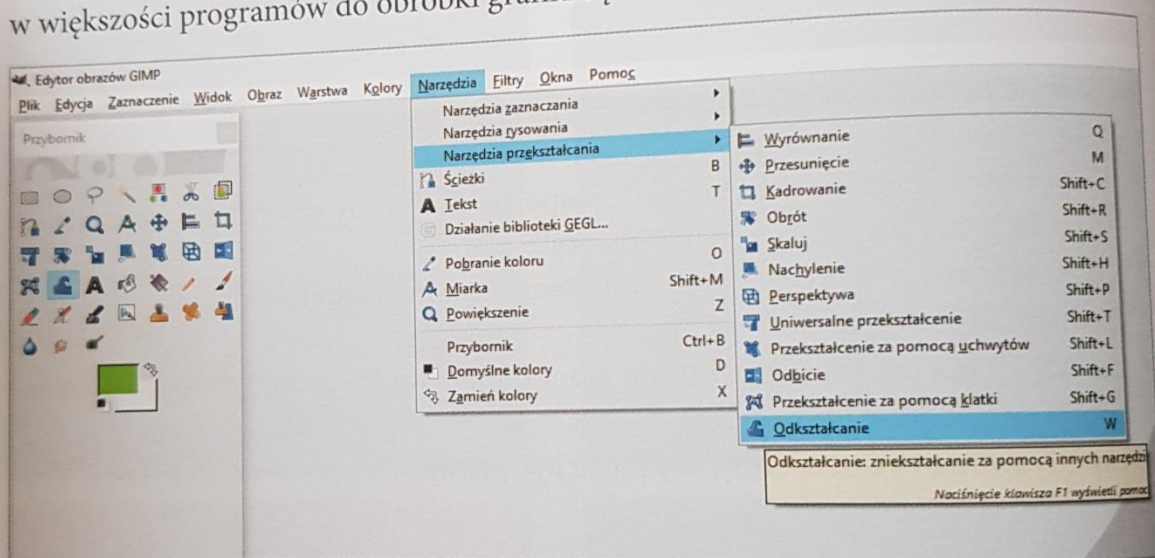 w większości programów do obróbki
Edytor obrazów GIMP
Plik Edycja Zaznaczenie Widok Obraz Warstwa Kolory Narzędzia Filtry Okna Pomoc
Przybornik
Narzędzia zaznaczania
Narzędzia rysowania
Narzędzia przekształcania
Ścieżki B
Tekst T
Działanie biblioteki GEGL...
Pobranie koloru O
Miarka Shift+M
Powiększenie Z
Przybornik Ctrl+B
Domyślne kolory D
Zamień kolory X
Wyrównanie Q
Przesunięcie M
Kadrowanie Shift+C
Obrót Shift+R
Skaluj Shift+S
Nachylenie Shift+H
Perspektywa Shift+P
Uniwersalne przekształcenie Shift+T
Przekształcenie za pomocą uchwytów Shift+L
Odbicie Shift+F
Przekształcenie za pomocą klatki Shift+G
Odkształcanie W
Odkształcanie: zniekształcanie za pomocą innych narzędzi
Naciśnięcie klawisza F1 wyświetli pomoc